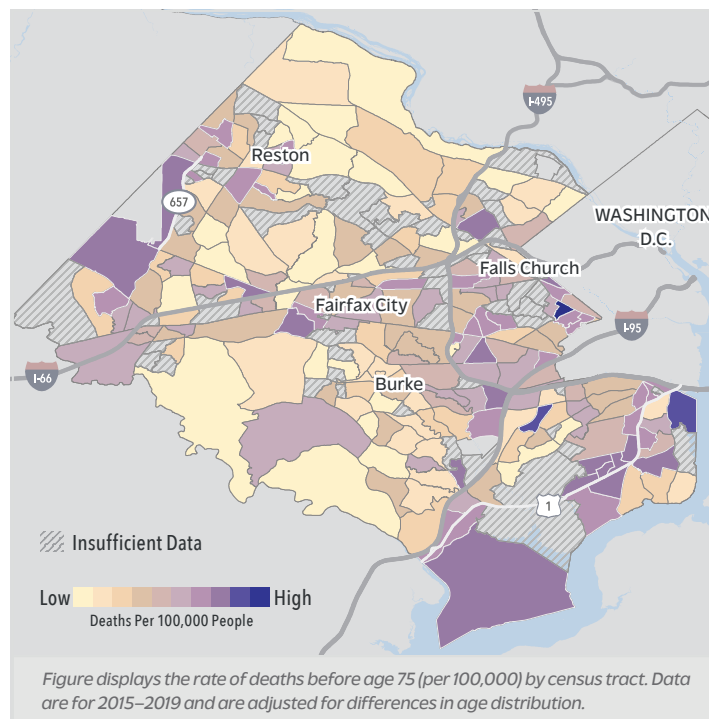 I-495
Reston
657
WASHINGTON
D.C.
Falls Church
Fairfax City
I-95
I-66
Burke
1
Insufficient Data
Low High
Deaths Per 100,000 People
Figure displays the rate of deaths before age 75 (per 100,000) by census tract. Data
are for 2015–2019 and are adjusted for differences in age distribution.